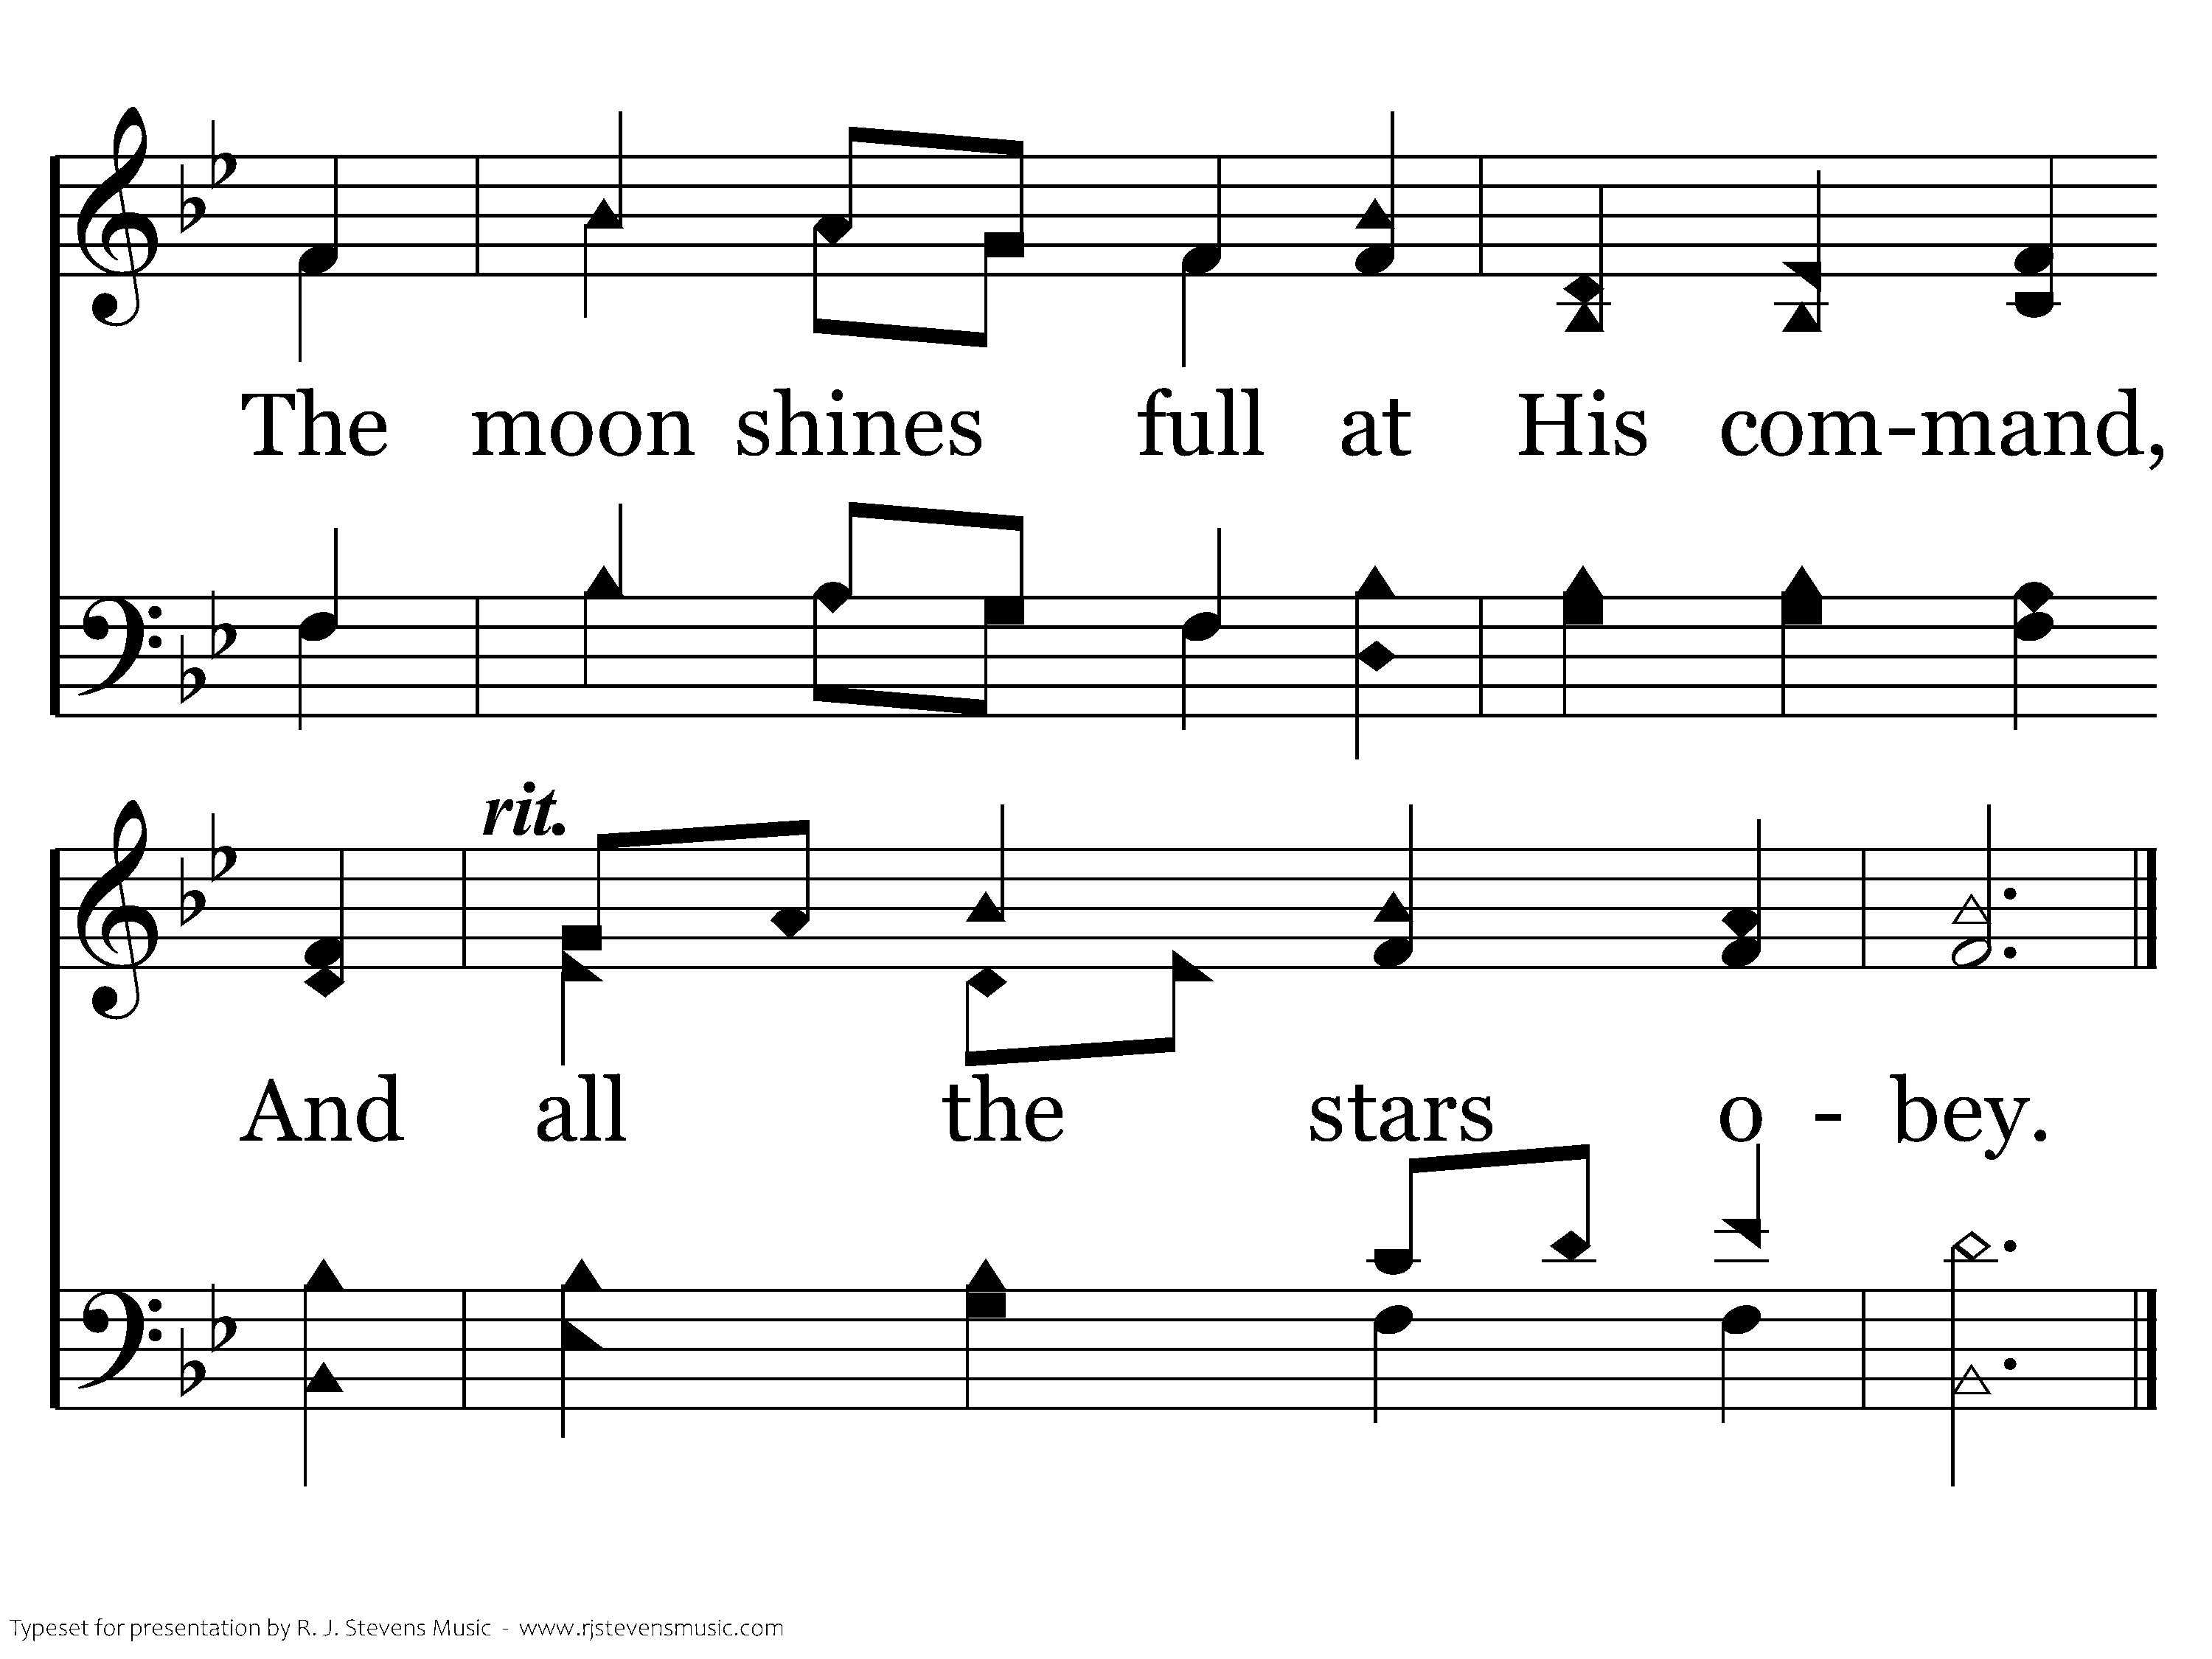 The moon shines full at His com-mand,
rit.
And all the stars o - bey.
Typeset for presentation by R. J. Stevens Music - www.rjstevensmusic.com